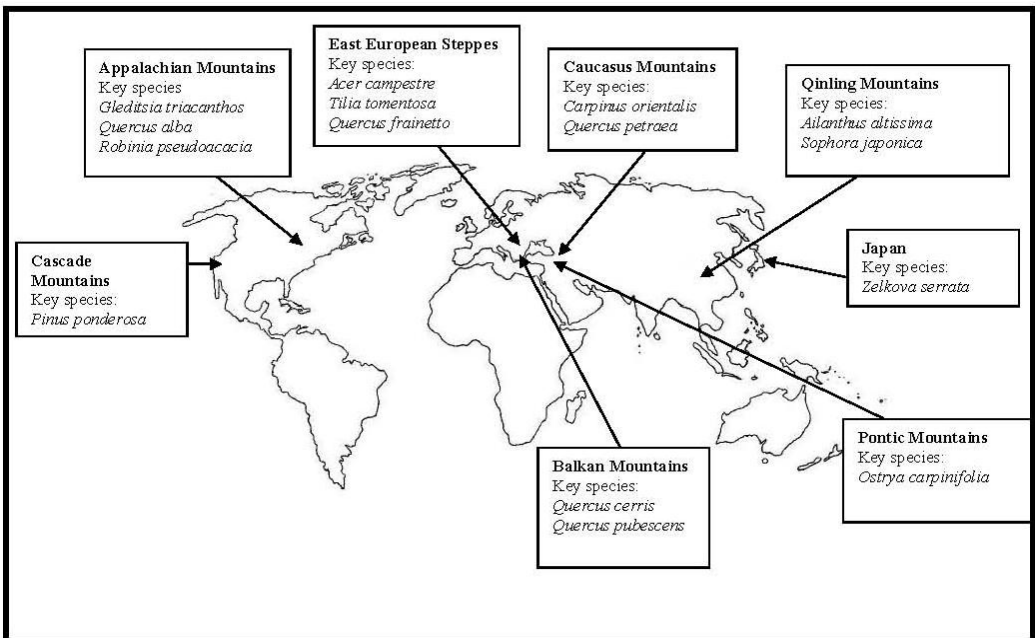 East European Steppes
Key species:
Acer campestre
Tilia tomentosa
Quercus frainetto
Appalachian Mountains
Key species
Gleditsia triacanthos
Quercus alba
Robinia pseudoacacia
Caucasus Mountains
Key species:
Carpinus orientalis
Quercus petraea
Qinling Mountains
Key species:
Ailanthus altissima
Sophora japonica
Cascade
Mountains
Key species:
Pinus ponderosa
Japan
Key species:
Zelkova serrata
Balkan Mountains
Key species:
Quercus cerris
Quercus pubescens
Pontic Mountains
Key species:
Ostrya carpinifolia